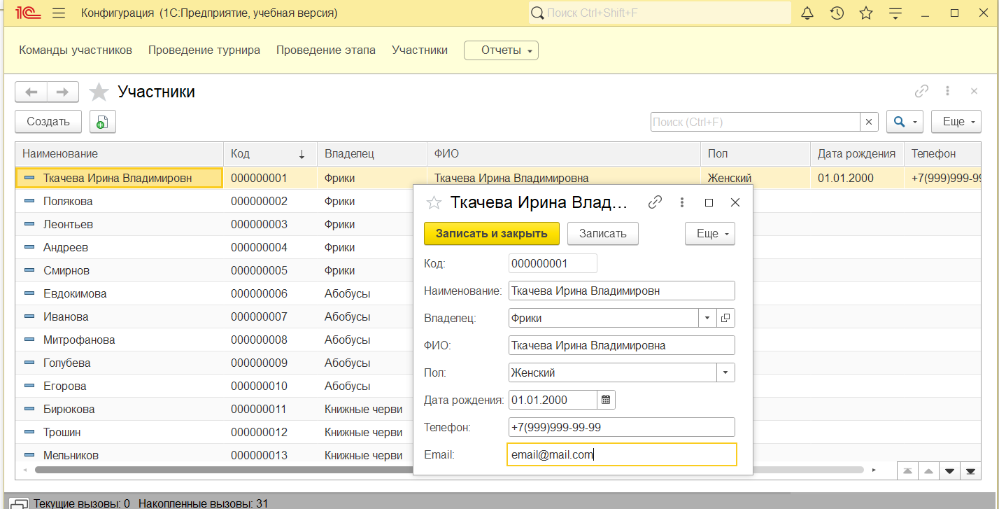 1С Конфигурация (1С:Предприятие, учебная версия) Поиск Ctrl+Shift+F
Команды участников Проведение турнира Проведение этапа Участники Отчеты
Участники
Создать Поиск (Ctrl+F) Еще
Наименование Код Владелец ФИО Пол Дата рождения Телефон
Ткачева Ирина Владимировн 000000001 Фрики Ткачева Ирина Владимировна Женский 01.01.2000 +7(999)999-99
Полякова 000000002 Фрики
Леонтьев 000000003 Фрики
Андреев 000000004 Фрики
Смирнов 000000005 Фрики
Евдокимова 000000006 Абобусы
Иванова 000000007 Абобусы
Митрофанова 000000008 Абобусы
Голубева 000000009 Абобусы
Егорова 000000010 Абобусы
Бирюкова 000000011 Книжные черви
Трошин 000000012 Книжные черви
Мельников 000000013 Книжные черви
Ткачева Ирина Влад...
Записать и закрыть Записать Еще
Код: 000000001
Наименование: Ткачева Ирина Владимировн
Владелец: Фрики
ФИО: Ткачева Ирина Владимировна
Пол: Женский
Дата рождения: 01.01.2000
Телефон: +7(999)999-99-99
Email: email@mail.com
Текущие вызовы: 0 Накопленные вызовы: 31